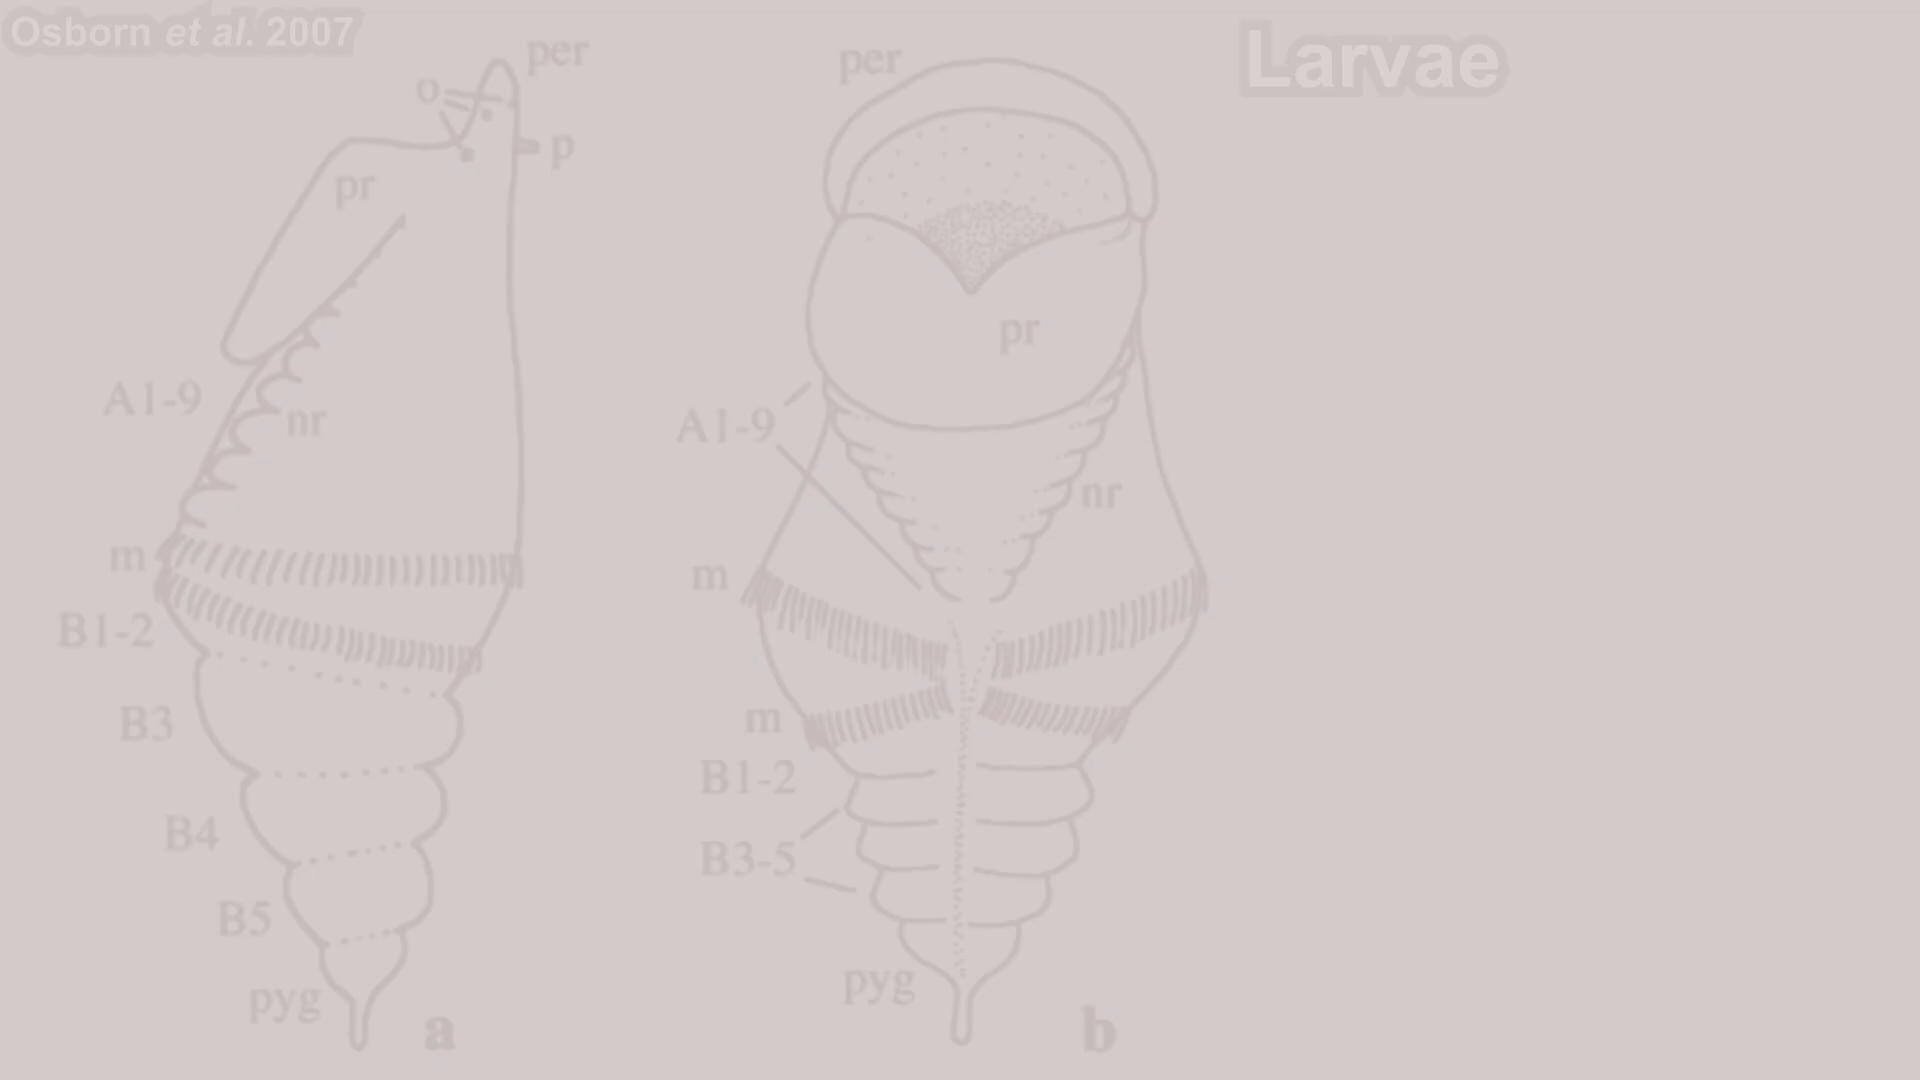 Osborn et al. 2007
Larvae
per
o
p
pr
A1-9
nr
m
B1-2
B3
B4
B5
pyg
a
per
pr
A1-9
nr
m
m
B1-2
B3-5
pyg
b